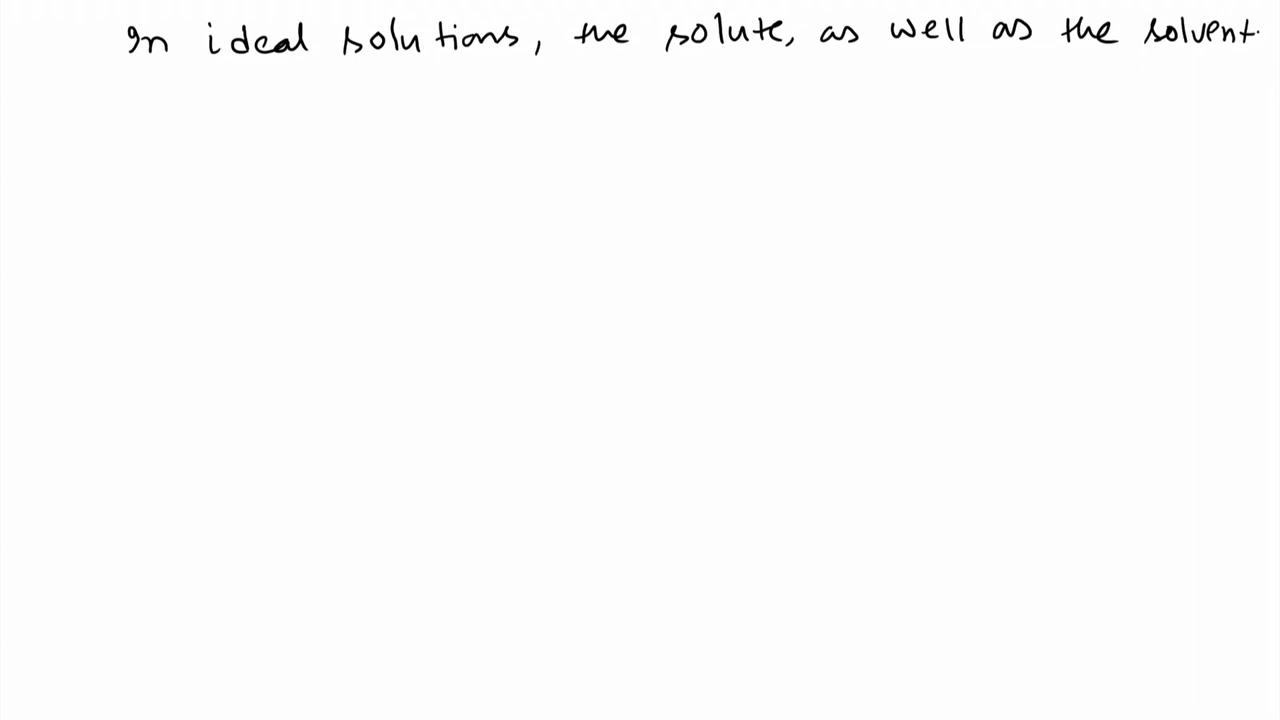 In ideal solutions, the solute, as well as the solvent